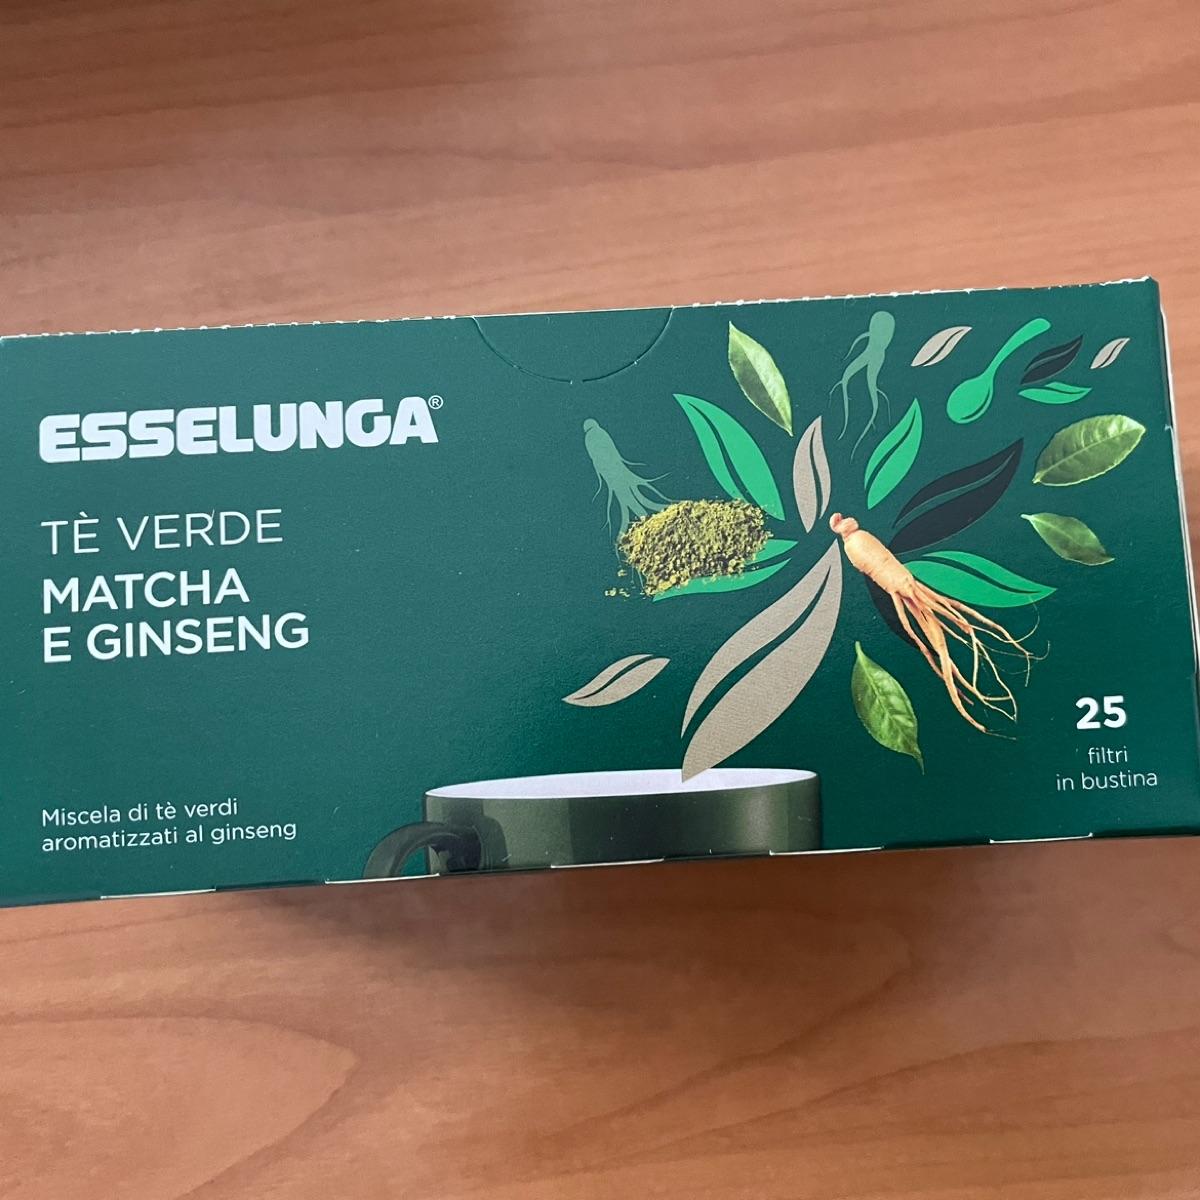 ESSELUNGA®
TÈ VERDE
MATCHA
E GINSENG
Miscela di tè verdi
aromatizzati al ginseng
25
filtri
in bustina